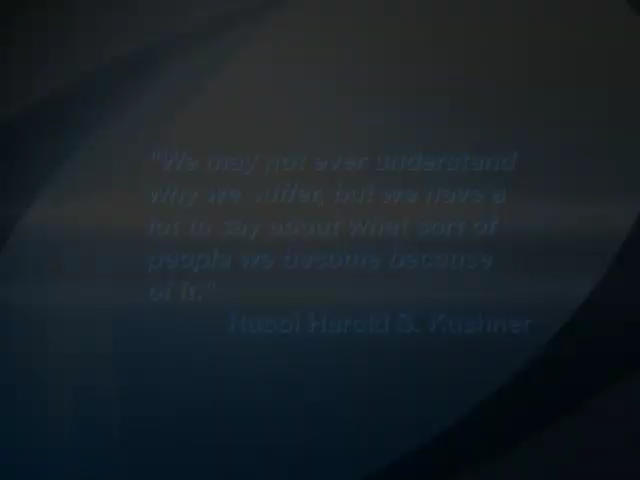 "We may not ever understand
why we suffer, but we have a
lot to say about what sort of
people we become because
of it."
Rabbi Harold S. Kushner